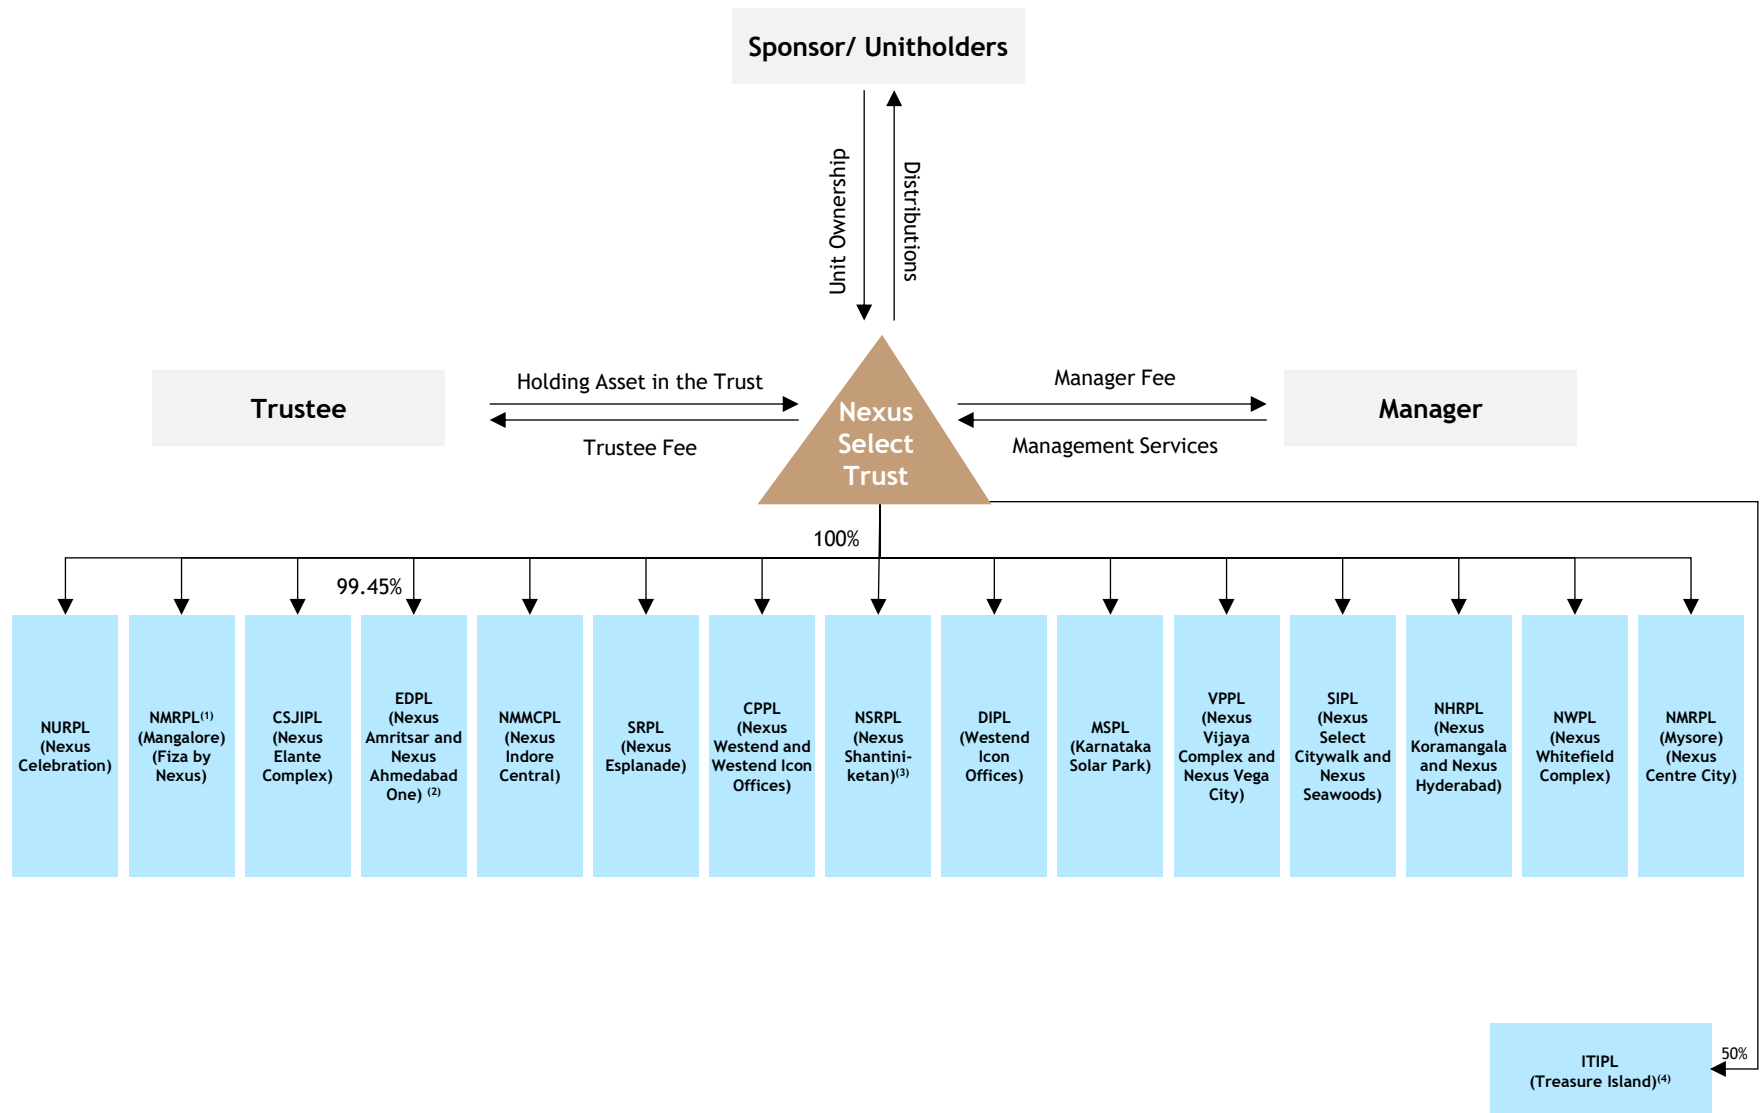 Sponsor/ Unitholders
Unit Ownership
Distributions
Trustee
Holding Asset in the Trust
Trustee Fee
Nexus
Select
Trust
Manager Fee
Management Services
Manager
100%
99.45%
NURPL
(Nexus
Celebration)
NMRPL(1)
(Mangalore)
(Fiza by
Nexus)
CSJIPL
(Nexus
Elante
Complex)
EDPL
(Nexus
Amritsar and
Nexus
Ahmedabad
One) (2)
NMMCPL
(Nexus
Indore
Central)
SRPL
(Nexus
Esplanade)
CPPL
(Nexus
Westend and
Westend Icon
Offices)
NSRPL
(Nexus
Shantini-
ketan)(3)
DIPL
(Westend
Icon
Offices)
MSPL
(Karnataka
Solar Park)
VPPL
(Nexus
Vijaya
Complex and
Nexus Vega
City)
SIPL
(Nexus
Select
Citywalk and
Nexus
Seawoods)
NHRPL
(Nexus
Koramangala
and Nexus
Hyderabad)
NWPL
(Nexus
Whitefield
Complex)
NMRPL
(Mysore)
(Nexus
Centre City)
ITIPL
(Treasure Island)(4)
50%